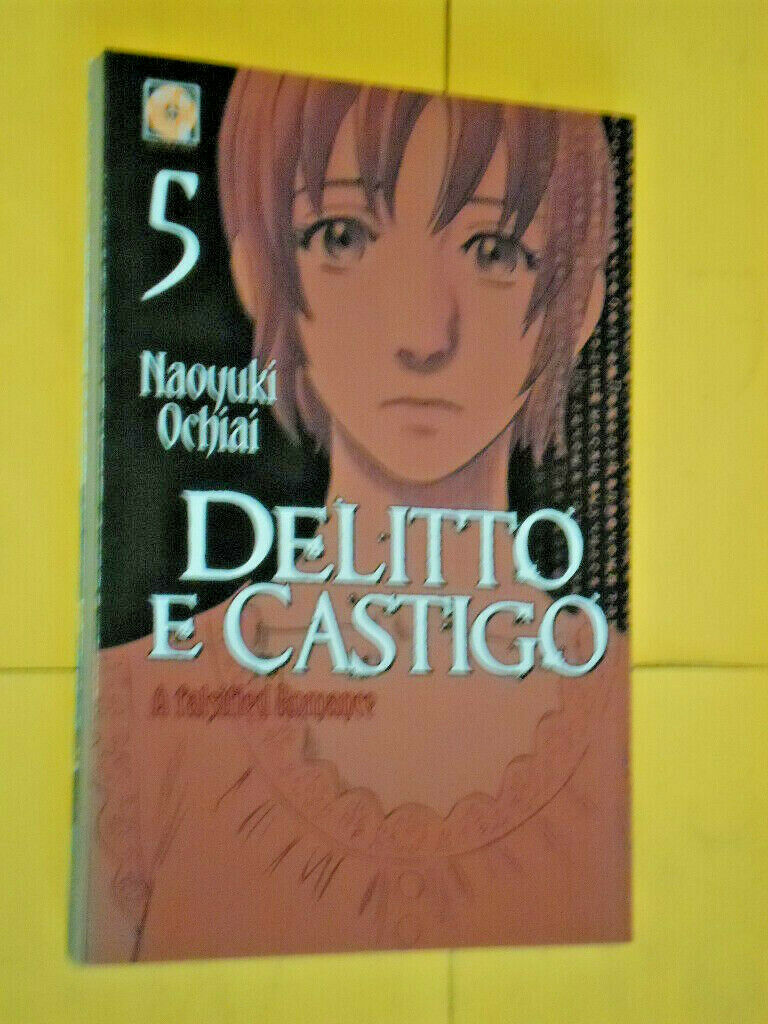 5
Naoyuki
Ochiai
DELITTO
E CASTIGO
A falsified Romance